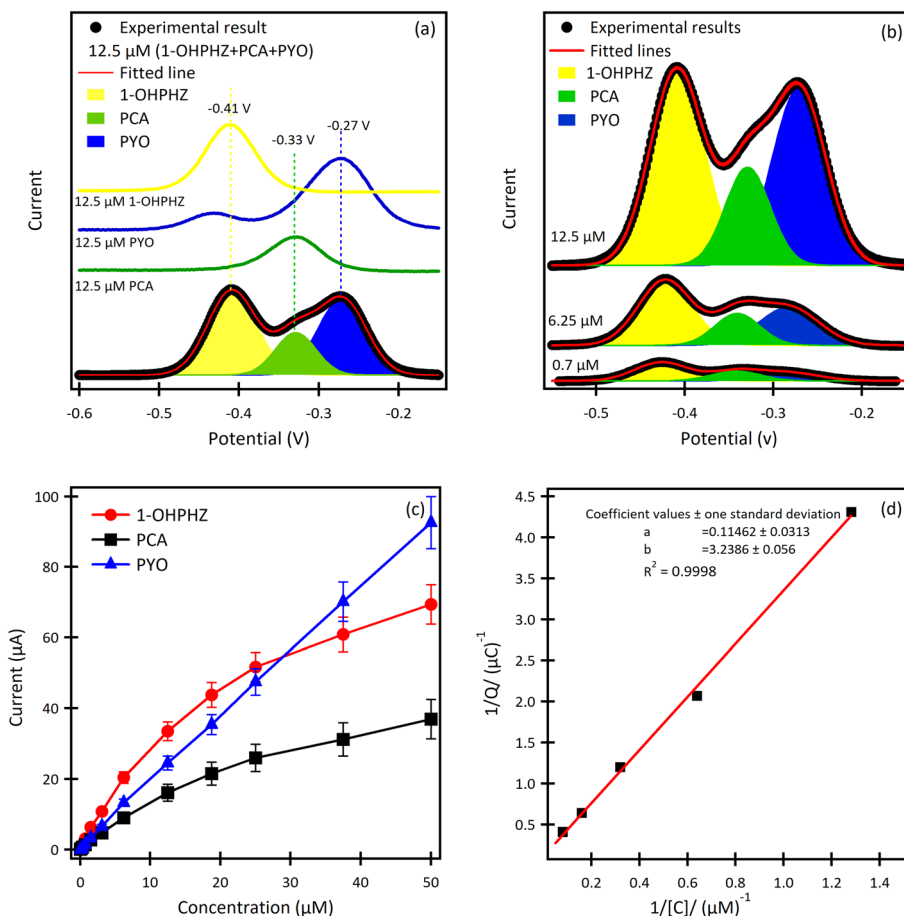 Experimental result
(a)
12.5 µM (1-OHPHZ+PCA+PYO)
Fitted line
1-OHPHZ
PCA
PYO
-0.41 V
-0.33 V
-0.27 V
12.5 µM 1-OHPHZ
12.5 µM PYO
12.5 µM PCA
Current
-0.6
-0.5
-0.4
-0.3
-0.2
Potential (V)
Experimental results
(b)
Fitted lines
1-OHPHZ
PCA
PYO
12.5 µM
6.25 µM
0.7 µM
Current
-0.5
-0.4
-0.3
-0.2
Potential (v)
(c)
1-OHPHZ
PCA
PYO
100
80
60
40
20
0
Current (µA)
0
10
20
30
40
50
Concentration (µM)
(d)
Coefficient values ± one standard deviation
a =0.11462 ± 0.0313
b =3.2386 ± 0.056
R² = 0.9998
4.5
4.0
3.5
3.0
2.5
2.0
1.5
1.0
0.5
1/Q/ (µC)⁻¹
0.2
0.4
0.6
0.8
1.0
1.2
1/[C]/ (µM)⁻¹